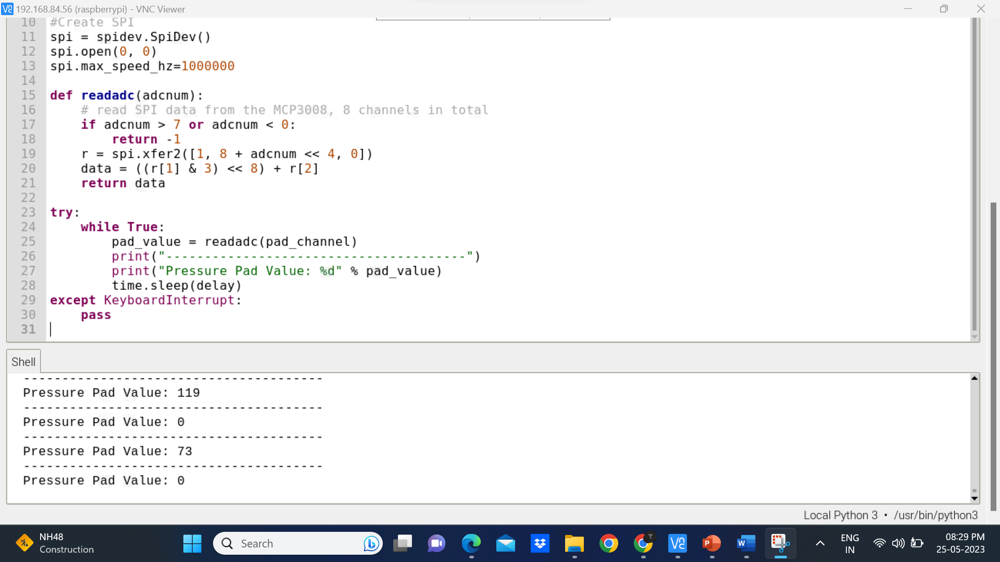 192.168.84.56 (raspberrypi) - VNC Viewer
10 #Create SPI
11 spi = spidev.SpiDev()
12 spi.open(0, 0)
13 spi.max_speed_hz=1000000
14
15 def readadc(adcnum):
16     # read SPI data from the MCP3008, 8 channels in total
17     if adcnum > 7 or adcnum < 0:
18         return -1
19     r = spi.xfer2([1, 8 + adcnum << 4, 0])
20     data = ((r[1] & 3) << 8) + r[2]
21     return data
22
23 try:
24     while True:
25         pad_value = readadc(pad_channel)
26         print("---------------------------------------")
27         print("Pressure Pad Value: %d" % pad_value)
28         time.sleep(delay)
29 except KeyboardInterrupt:
30     pass
31
Shell
---------------------------------------
Pressure Pad Value: 119
---------------------------------------
Pressure Pad Value: 0
---------------------------------------
Pressure Pad Value: 73
---------------------------------------
Pressure Pad Value: 0
Local Python 3 • /usr/bin/python3
NH48
Construction
Search
ENG
IN
08:29 PM
25-05-2023